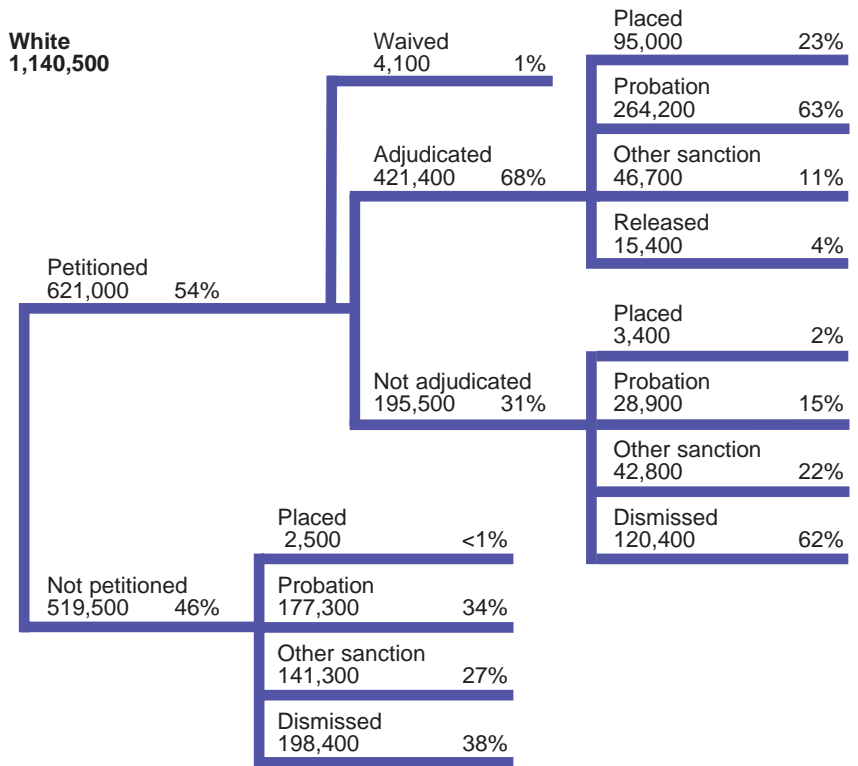 White
1,140,500
Petitioned
621,000 54%
Waived
4,100 1%
Adjudicated
421,400 68%
Placed
95,000 23%
Probation
264,200 63%
Other sanction
46,700 11%
Released
15,400 4%
Not adjudicated
195,500 31%
Placed
3,400 2%
Probation
28,900 15%
Other sanction
42,800 22%
Dismissed
120,400 62%
Not petitioned
519,500 46%
Placed
2,500 <1%
Probation
177,300 34%
Other sanction
141,300 27%
Dismissed
198,400 38%